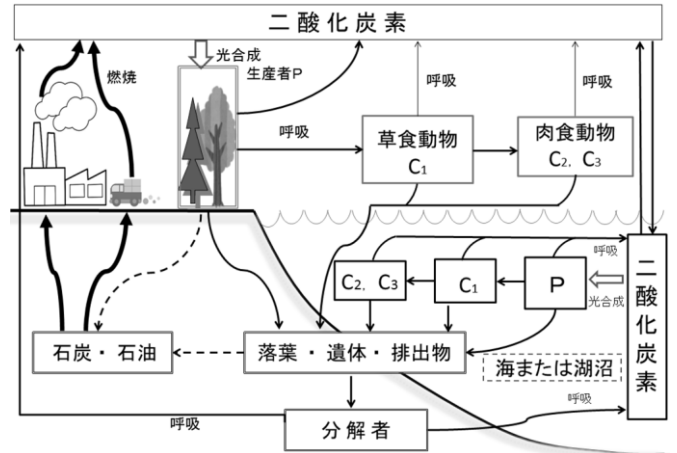 二酸化炭素
光合成
生産者P
燃焼
呼吸
呼吸
呼吸
草食動物
C₁
肉食動物
C₂．C₃
呼吸
C₂．C₃
C₁
P
光合成
二酸化炭素
石炭・石油
落葉・遺体・排出物
海または湖沼
呼吸
呼吸
分解者